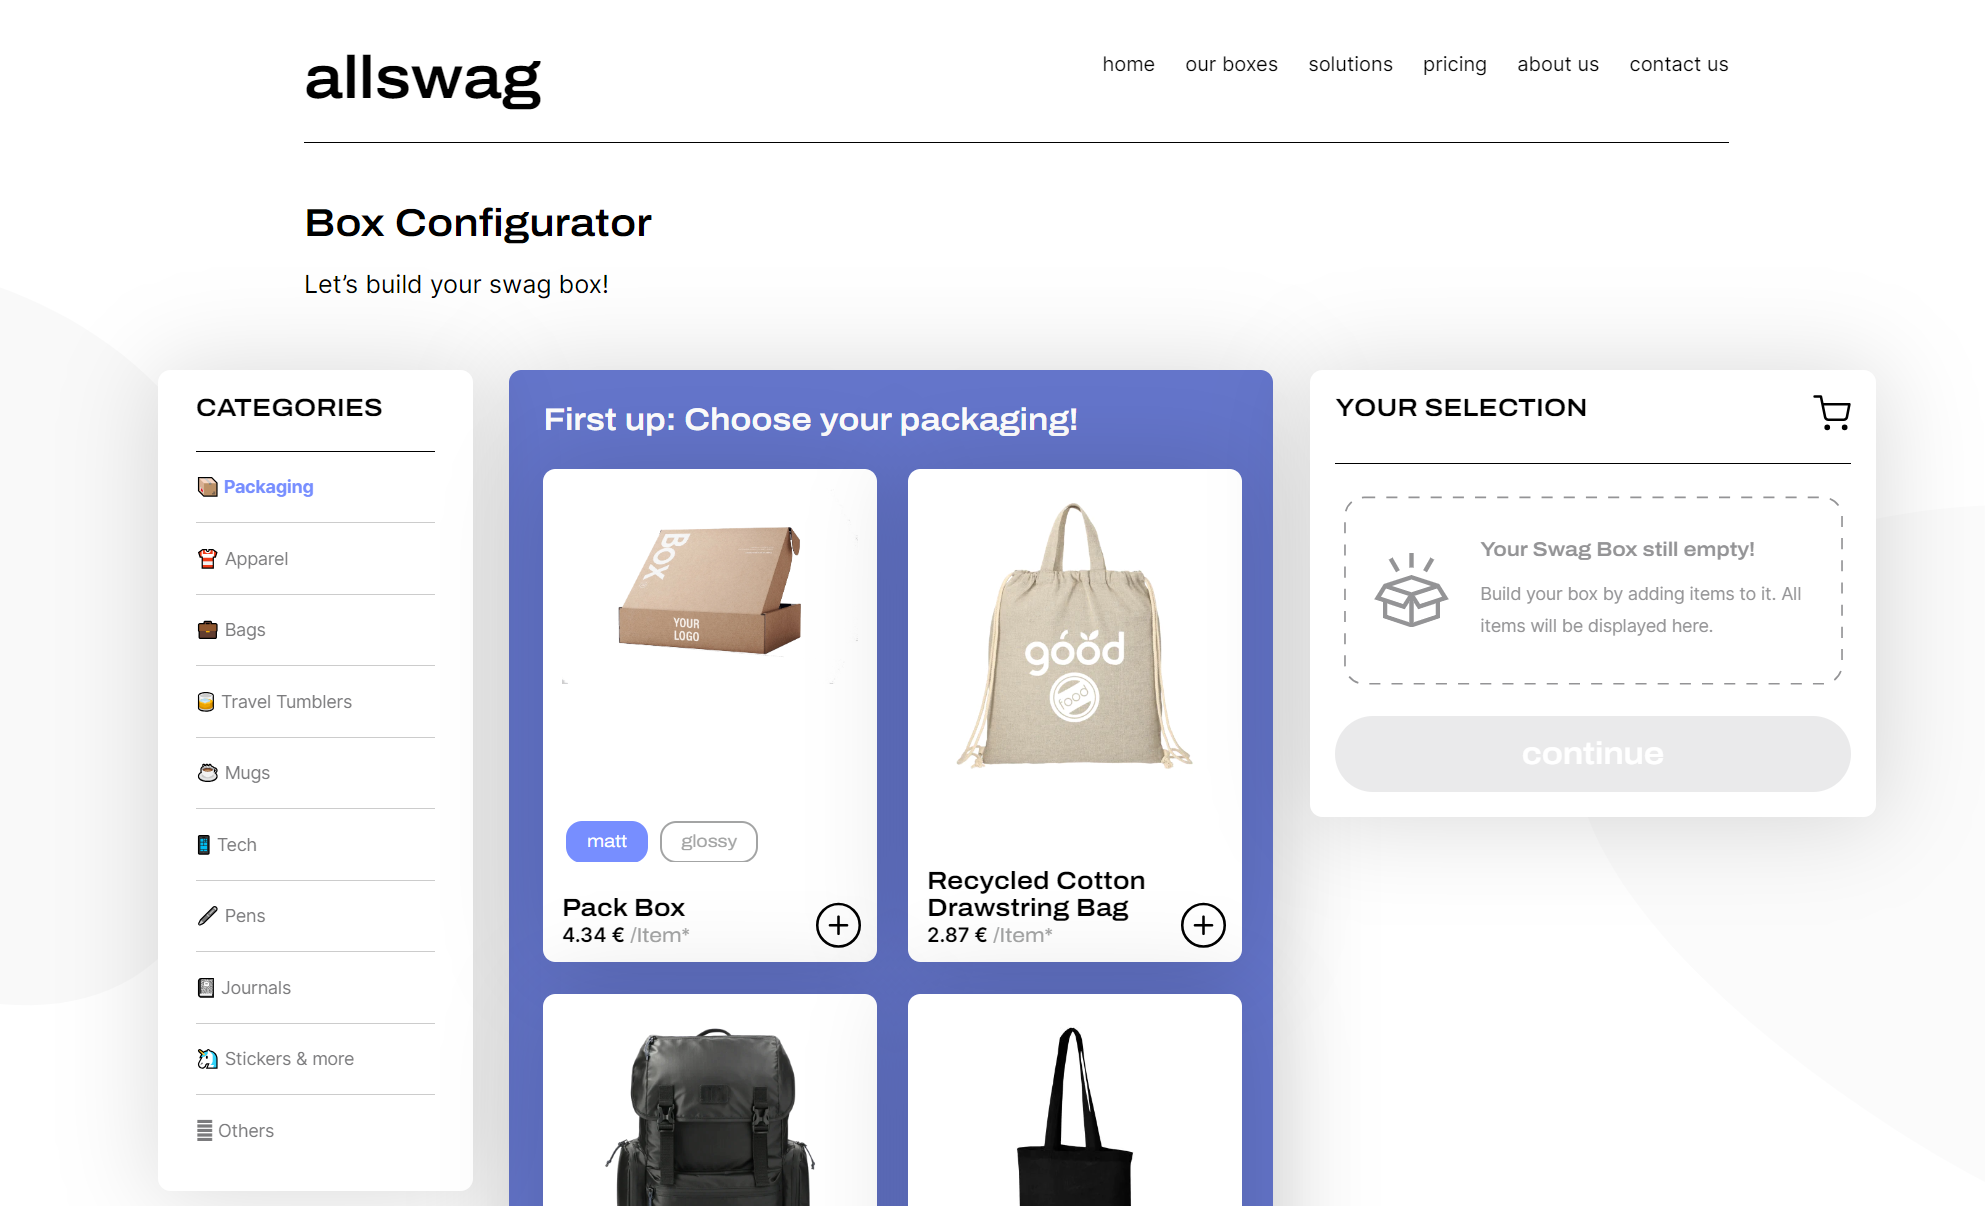 allswag
home our boxes solutions pricing about us contact us
Box Configurator
Let’s build your swag box!
CATEGORIES
Packaging
Apparel
Bags
Travel Tumblers
Mugs
Tech
Pens
Journals
Stickers & more
Others
First up: Choose your packaging!
BOX
YOUR
LOGO
matt glossy
Pack Box
4.34 € /Item*
good
food
Recycled Cotton
Drawstring Bag
2.87 € /Item*
YOUR SELECTION
Your Swag Box still empty!
Build your box by adding items to it. All
items will be displayed here.
continue